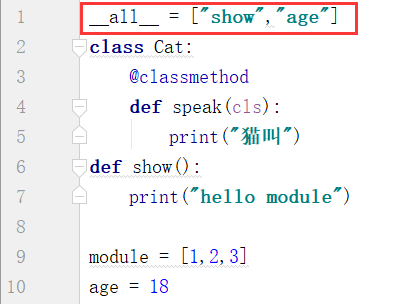 1 __all__ = ["show","age"]
2 class Cat:
3     @classmethod
4     def speak(cls):
5         print("猫叫")
6 def show():
7     print("hello module")
8
9 module = [1,2,3]
10 age = 18